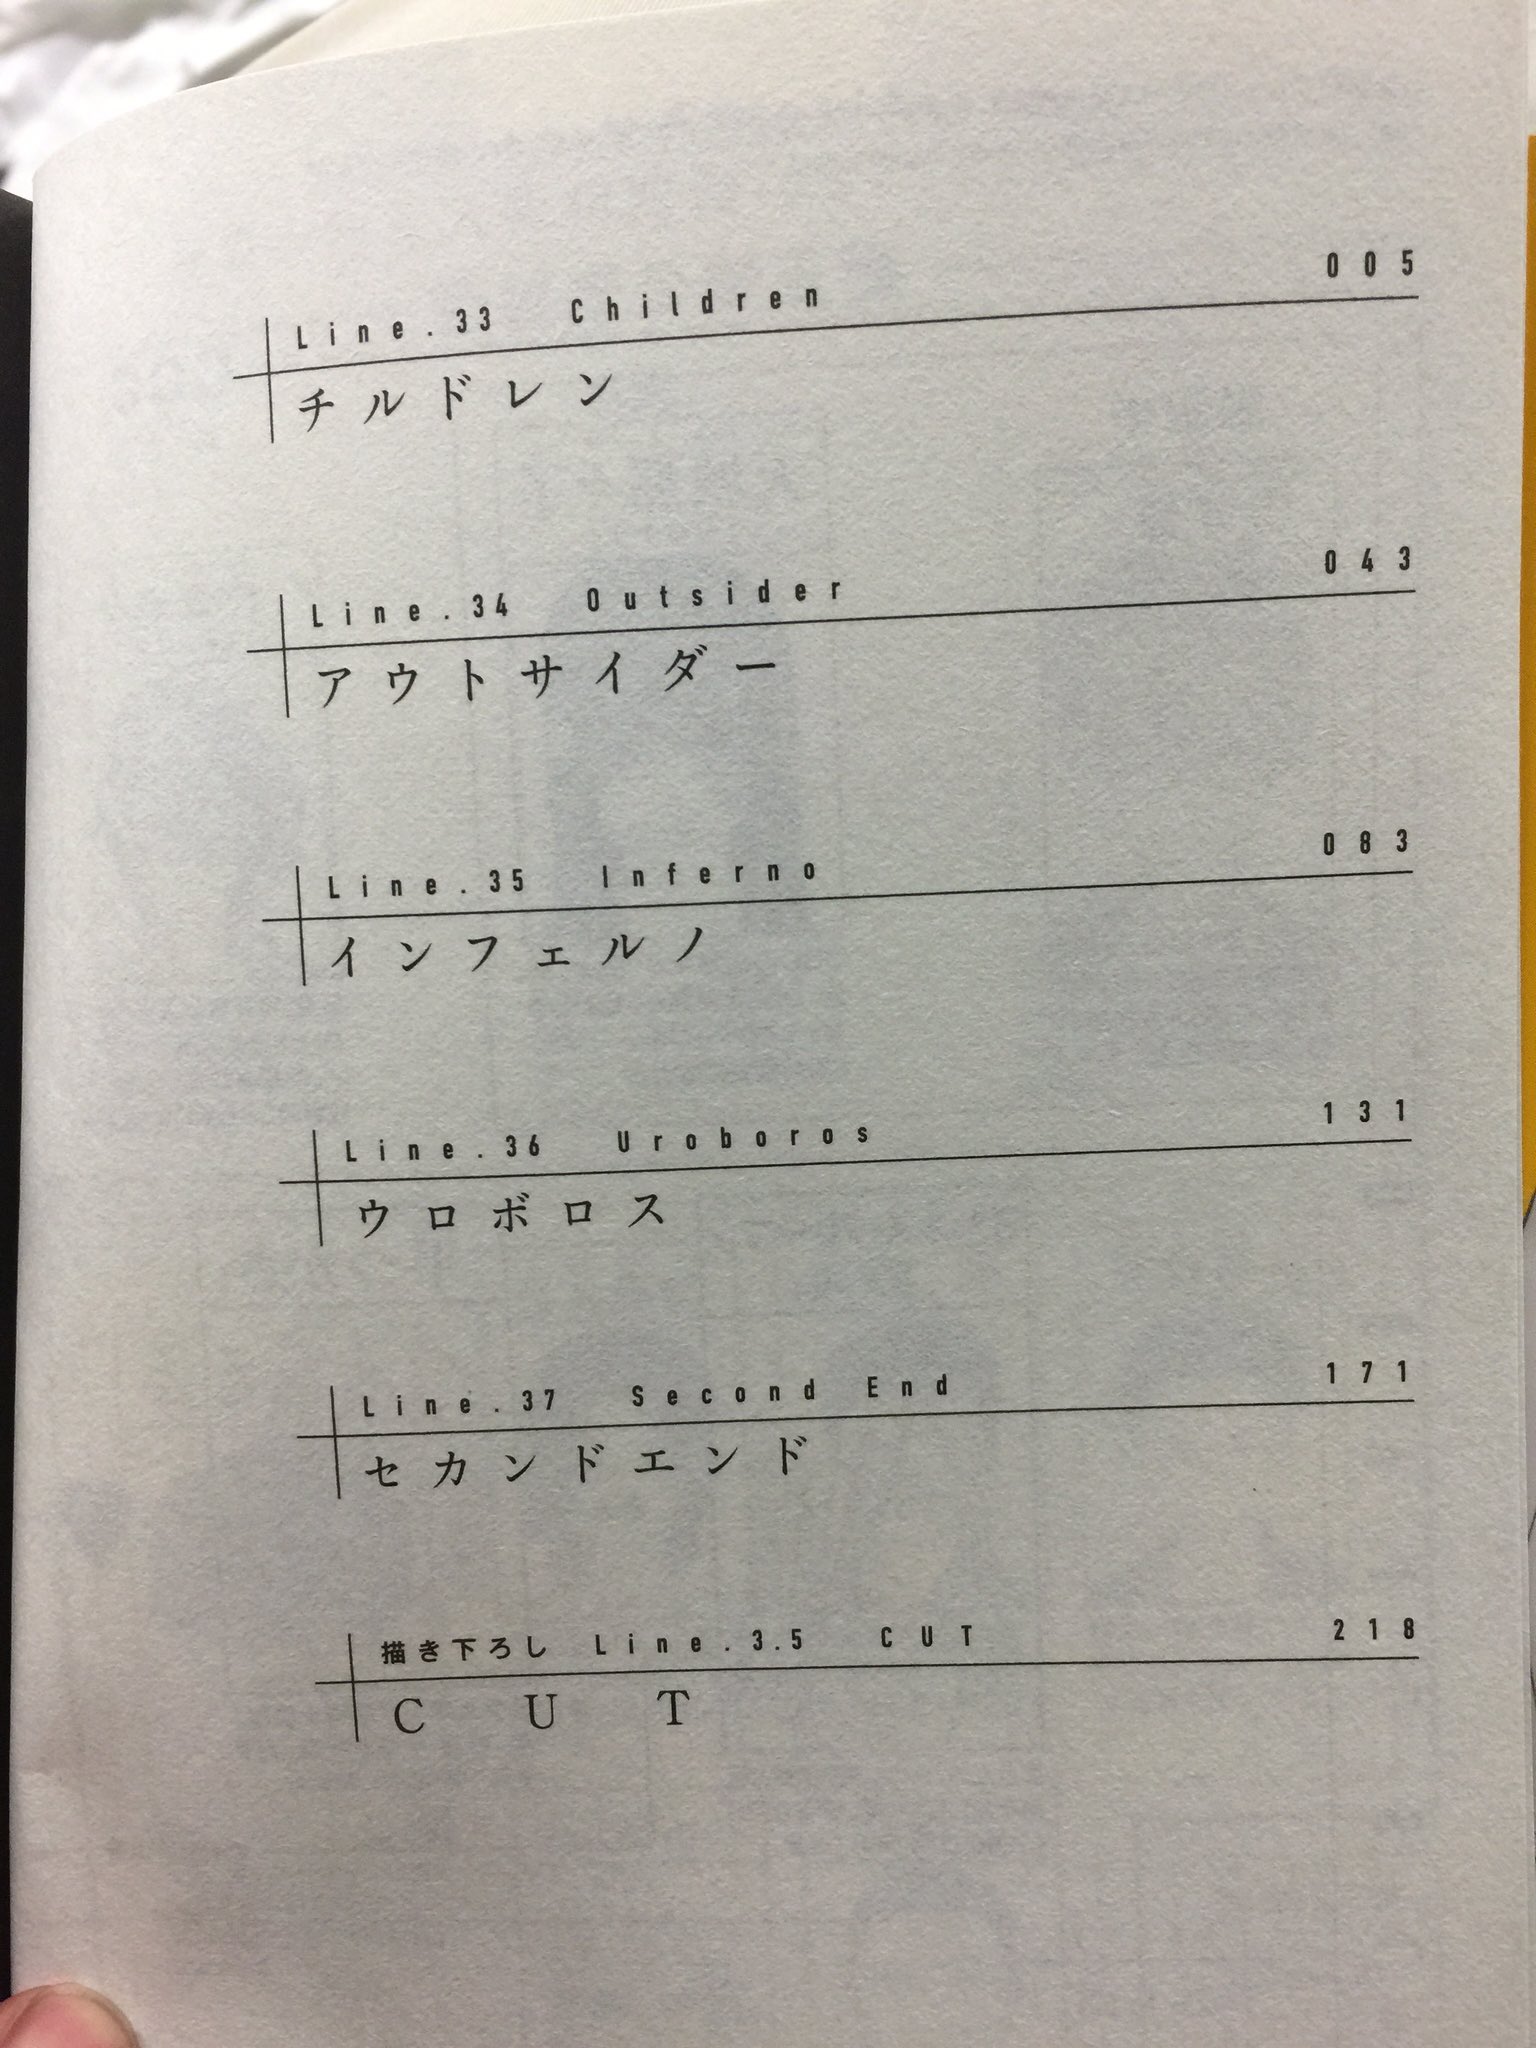 Line.33 Children 005
チルドレン
Line.34 Outsider 043
アウトサイダー
Line.35 Inferno 083
インフェルノ
Line.36 Uroboros 131
ウロボロス
Line.37 Second End 171
セカンドエンド
描き下ろし Line.3.5 CUT 218
CUT